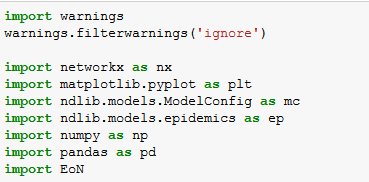 import warnings
warnings.filterwarnings('ignore')
import networkx as nx
import matplotlib.pyplot as plt
import ndlib.models.ModelConfig as mc
import ndlib.models.epidemics as ep
import numpy as np
import pandas as pd
import EoN